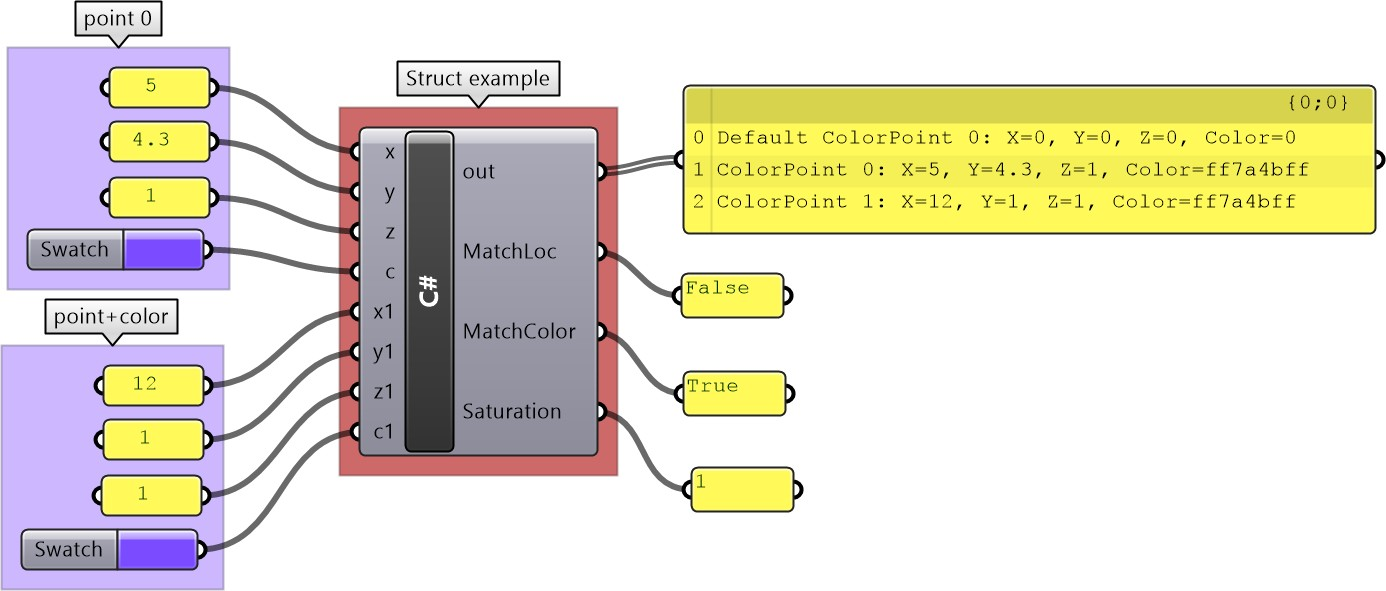 point 0
5
4.3
1
Swatch
point+color
12
1
1
Swatch
Struct example
x
y
z
c
x1
y1
z1
c1
C#
out
MatchLoc
MatchColor
Saturation
{0;0}
0 Default ColorPoint 0: X=0, Y=0, Z=0, Color=0
1 ColorPoint 0: X=5, Y=4.3, Z=1, Color=ff7a4bff
2 ColorPoint 1: X=12, Y=1, Z=1, Color=ff7a4bff
False
True
1